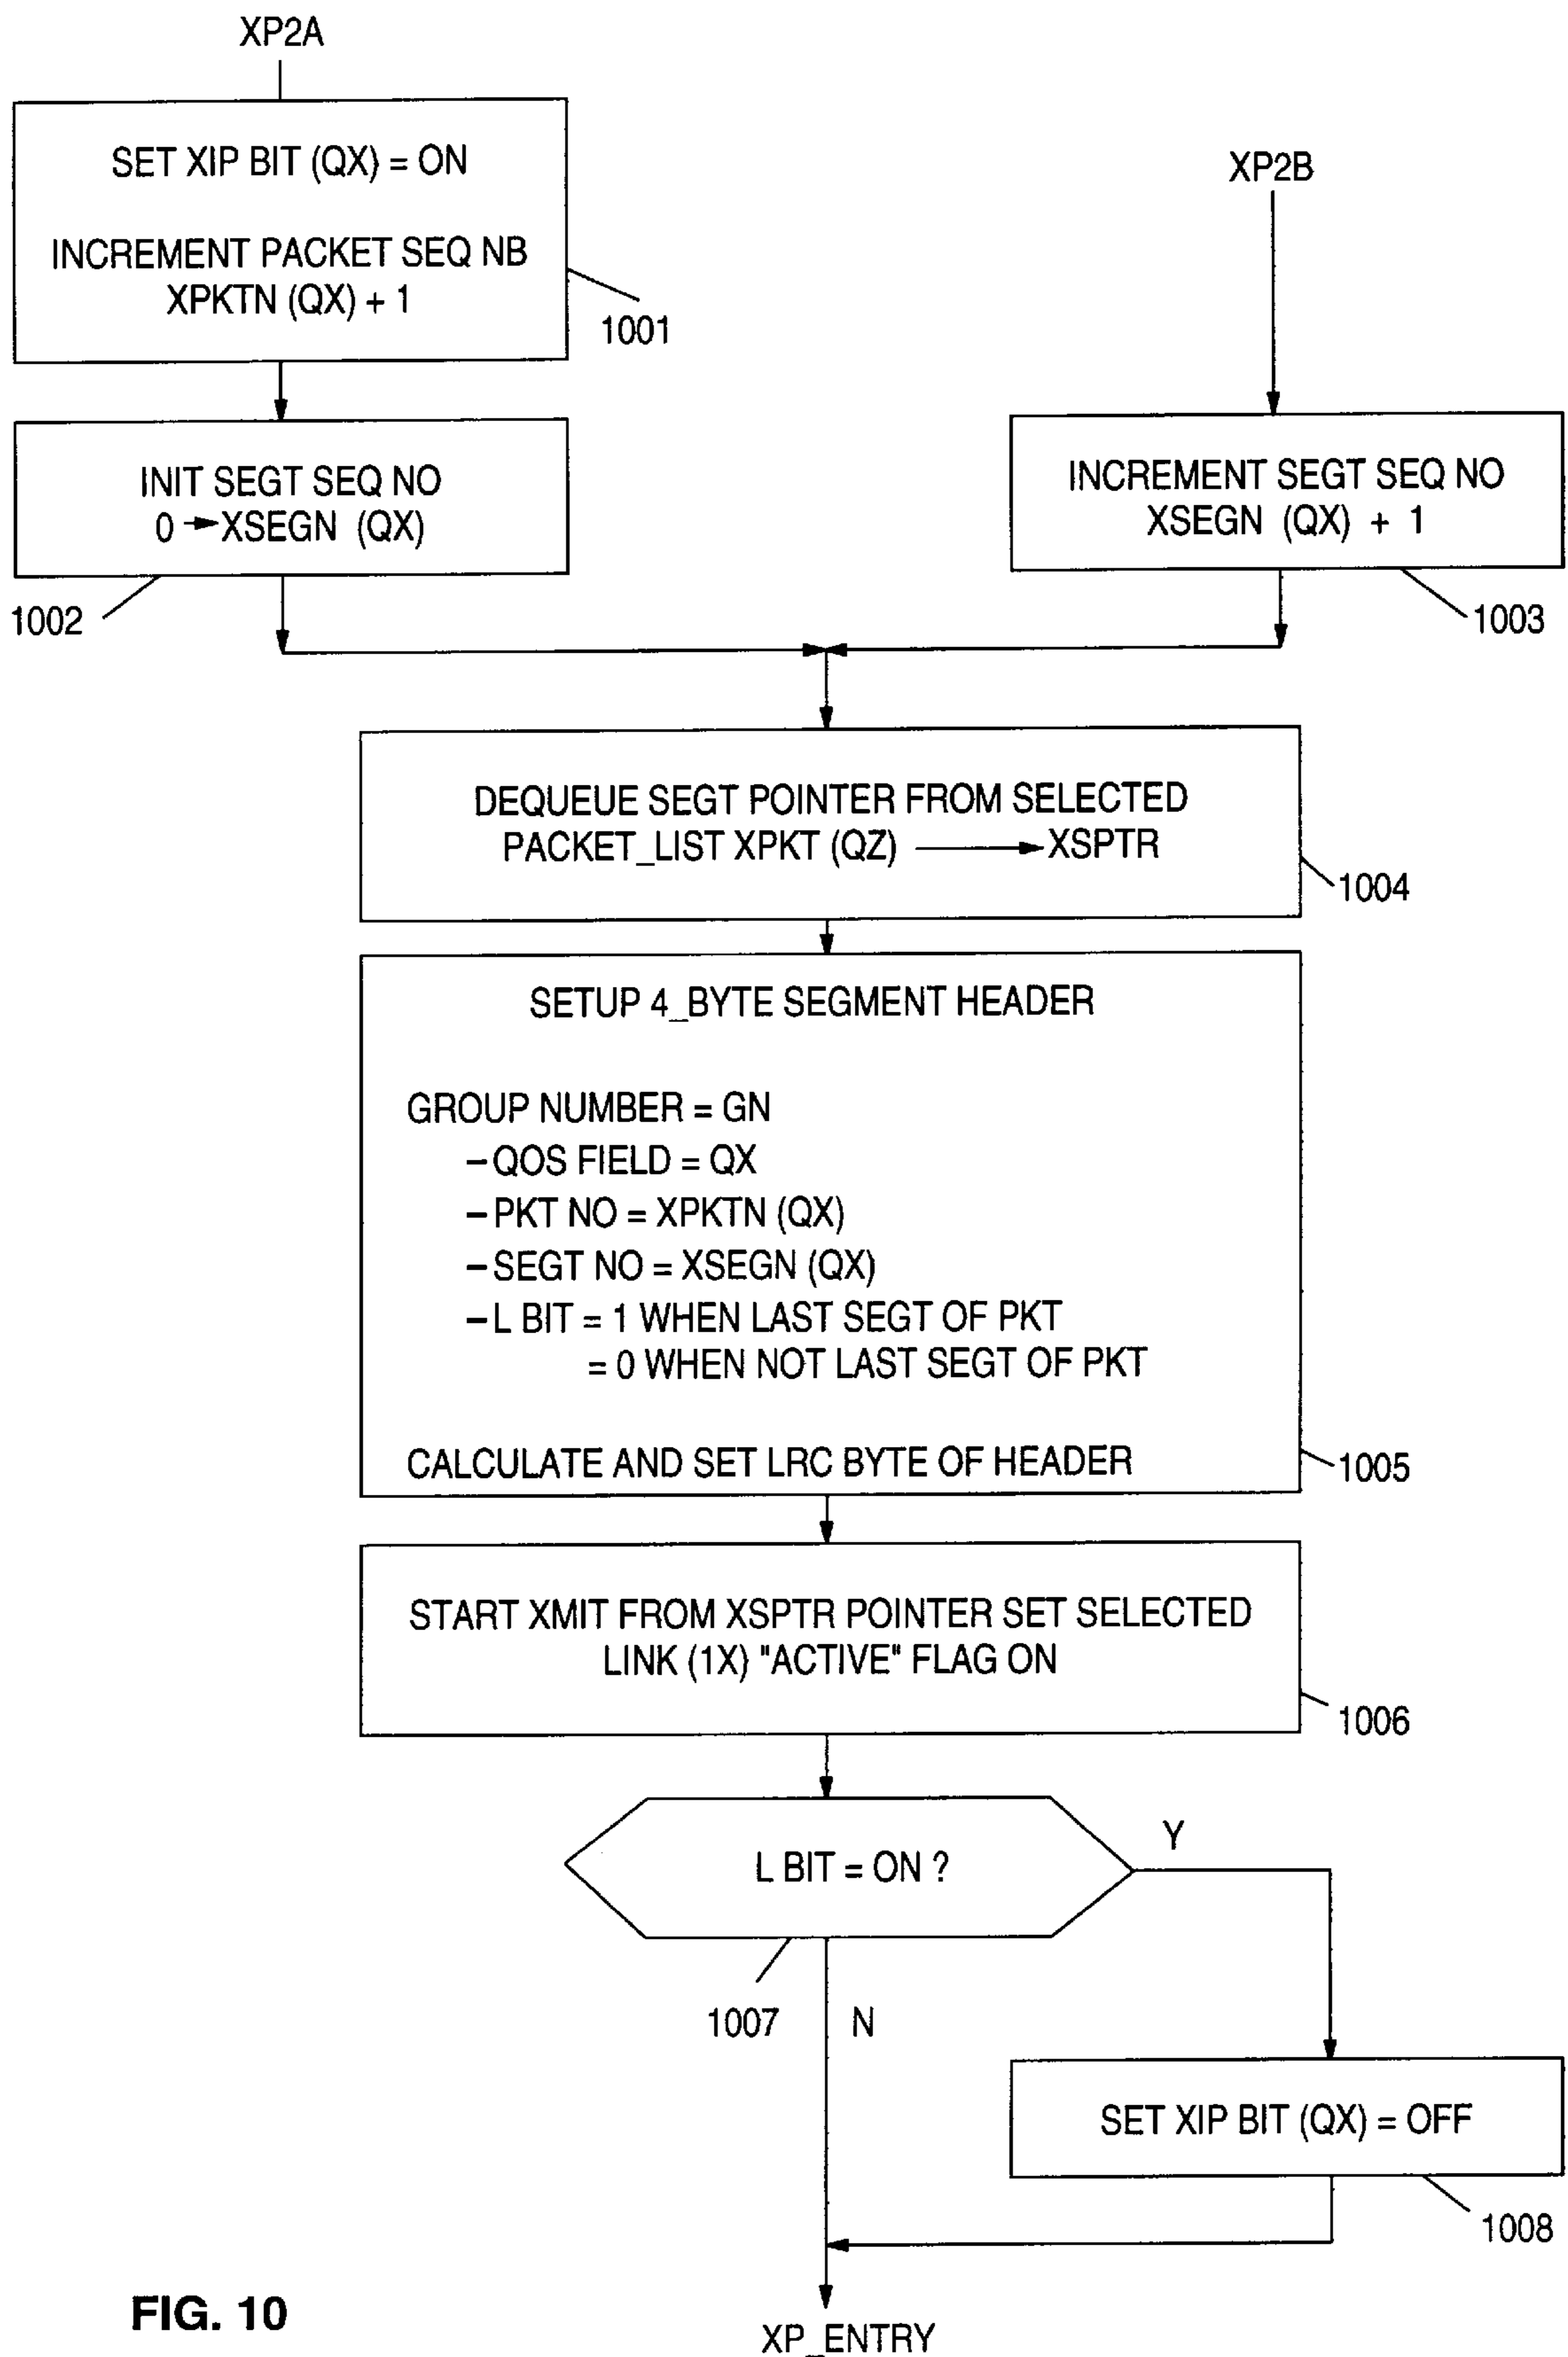 XP2A
SET XIP BIT (QX) = ON
INCREMENT PACKET SEQ NB
XPKTN (QX) + 1
1001
INIT SEGT SEQ NO
0 → XSEGN (QX)
1002
XP2B
INCREMENT SEGT SEQ NO
XSEGN (QX) + 1
1003
DEQUEUE SEGT POINTER FROM SELECTED
PACKET_LIST XPKT (QZ) → XSPTR
1004
SETUP 4_BYTE SEGMENT HEADER
GROUP NUMBER = GN
– QOS FIELD = QX
– PKT NO = XPKTN (QX)
– SEGT NO = XSEGN (QX)
– L BIT = 1 WHEN LAST SEGT OF PKT
= 0 WHEN NOT LAST SEGT OF PKT
CALCULATE AND SET LRC BYTE OF HEADER
1005
START XMIT FROM XSPTR POINTER SET SELECTED
LINK (1X) "ACTIVE" FLAG ON
1006
L BIT = ON ?
Y
1007
N
SET XIP BIT (QX) = OFF
1008
XP_ENTRY
FIG. 10